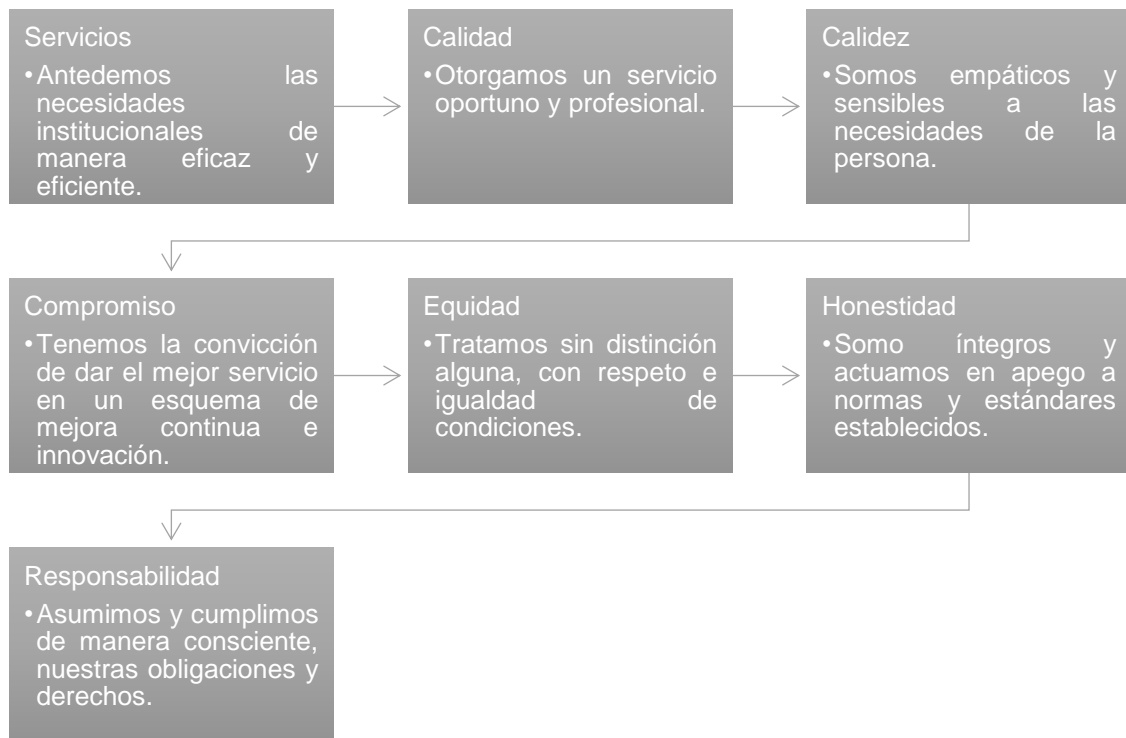 Servicios
•Antedemos las
necesidades
institucionales de
manera eficaz y
eficiente.
Calidad
•Otorgamos un servicio
oportuno y profesional.
Calidez
•Somos empáticos y
sensibles a las
necesidades de la
persona.
Compromiso
•Tenemos la convicción
de dar el mejor servicio
en un esquema de
mejora continua e
innovación.
Equidad
•Tratamos sin distinción
alguna, con respeto e
igualdad de
condiciones.
Honestidad
•Somo íntegros y
actuamos en apego a
normas y estándares
establecidos.
Responsabilidad
•Asumimos y cumplimos
de manera consciente,
nuestras obligaciones y
derechos.